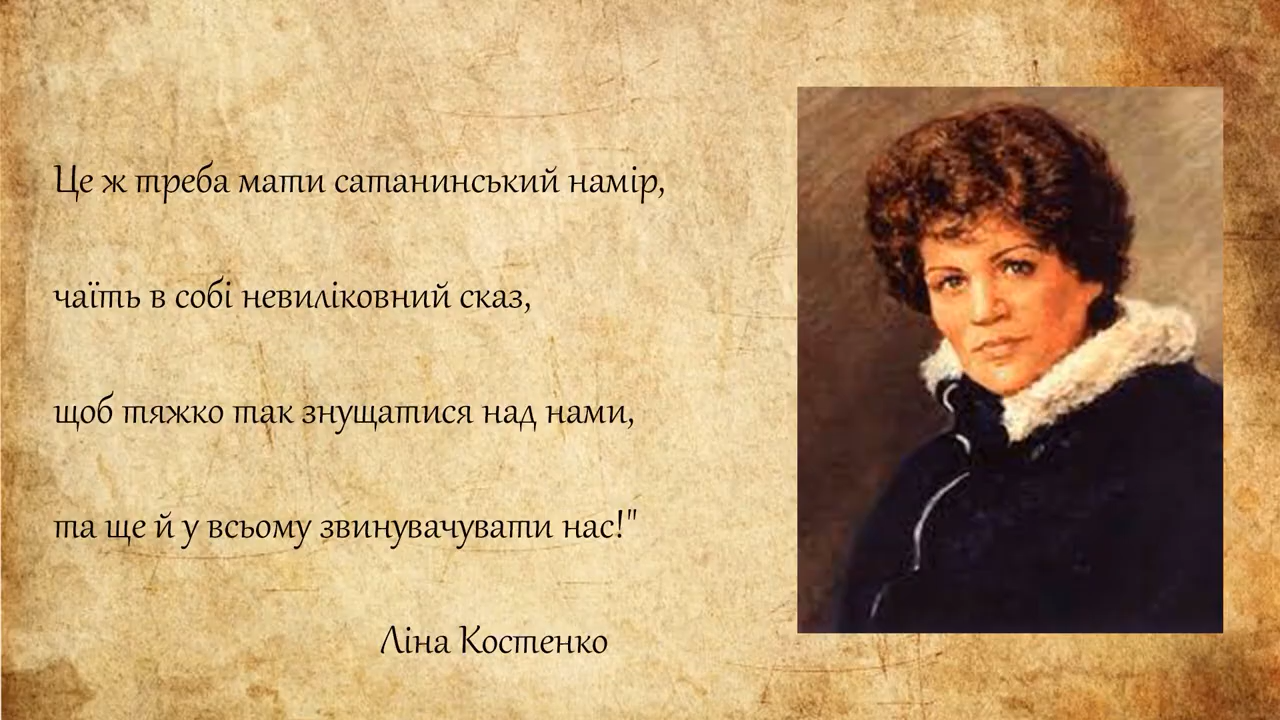 Це ж треба мати сатанинський намір,
чаїть в собі невиліковний сказ,
щоб тяжко так знущатися над нами,
та ще й у всьому звинувачувати нас!"
Ліна Костенко